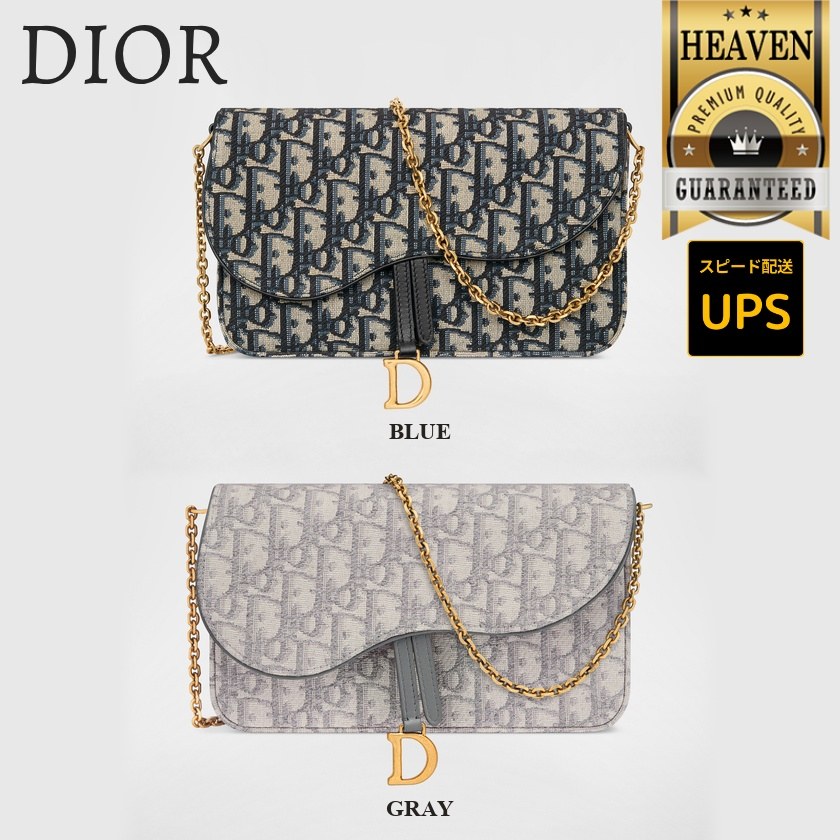 DIOR
HEAVEN
PREMIUM QUALITY
GUARANTEED
スピード配送
UPS
D
BLUE
D
GRAY